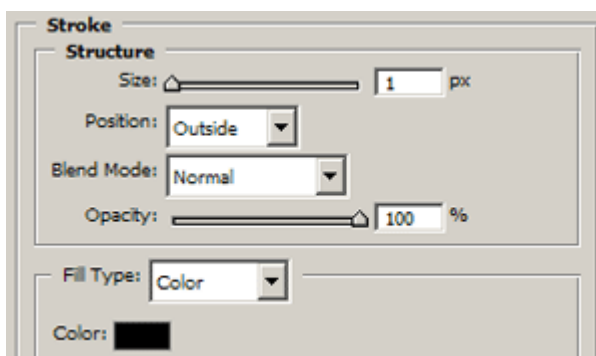 Stroke
Structure
Size: 1 px
Position: Outside
Blend Mode: Normal
Opacity: 100 %
Fill Type: Color
Color: